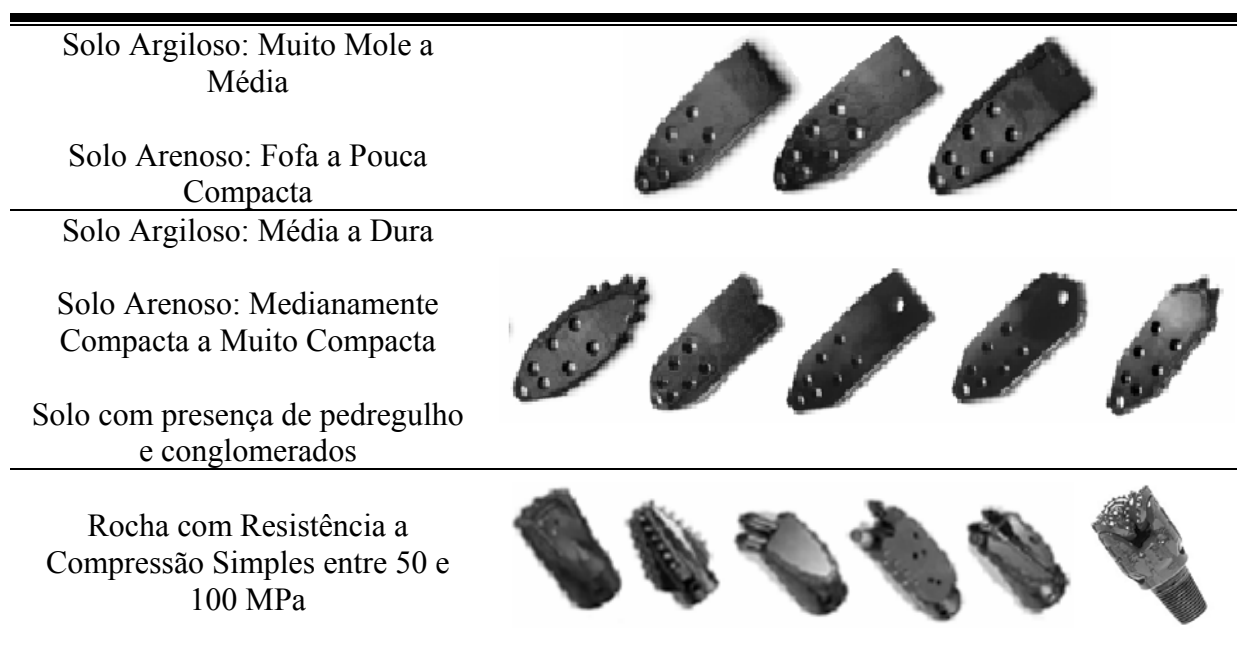 Solo Argiloso: Muito Mole a
Média
Solo Arenoso: Fofa a Pouca
Compacta
Solo Argiloso: Média a Dura
Solo Arenoso: Medianamente
Compacta a Muito Compacta
Solo com presença de pedregulho
e conglomerados
Rocha com Resistência a
Compressão Simples entre 50 e
100 MPa